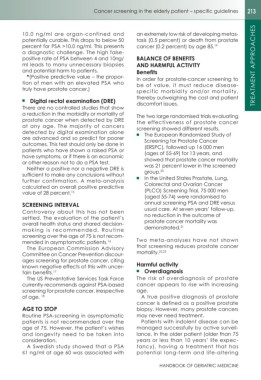 Cancer screening in the elderly patient – specific guidelines 213
TREATMENT APPROACHES
10.0 ng/ml are organ-confined and
potentially curable. This drops to below 50
percent for PSA >10.0 ng/ml. This presents
a diagnostic challenge. The high false-
positive rate of PSA between 4 and 10ng/
ml leads to many unnecessary biopsies
and potential harm to patients.
*(Positive predictive value – the propor-
tion of men with an elevated PSA who
truly have prostate cancer.)
Digital rectal examination (DRE)
There are no controlled studies that show
a reduction in the morbidity or mortality of
prostate cancer when detected by DRE
at any age. The majority of cancers
detected by digital examination alone
are advanced and so predict for poorer
outcomes. This test should only be done in
patients who have shown a raised PSA or
have symptoms, or if there is an economic
or other reason not to do a PSA test.
Neither a positive nor a negative DRE is
sufficient to make any conclusions without
further confirmation. A meta-analysis
calculated an overall positive predictive
value of 28 percent.
SCREENING INTERVAL
Controversy about this has not been
settled. The evaluation of the patient's
overall health status and shared decision-
making is recommended. Routine
screening over the age of 75 is not recom-
mended in asymptomatic patients.
The European Commission Advisory
Committee on Cancer Prevention discour-
ages screening for prostate cancer, citing
known negative effects at this with uncer-
tain benefits.
The US Preventative Services Task Force
currently recommends against PSA-based
screening for prostate cancer, irrespective
of age.
AGE TO STOP
Routine PSA-screening in asymptomatic
patients is not recommended over the
age of 75. However, the patient's wishes
and longevity need to be taken into
consideration.
A Swedish study showed that a PSA
≤1 ng/ml at age 60 was associated with
an extremely low risk of developing metas-
tasis (0.5 percent) or death from prostate
cancer (0.2 percent) by age 85.
BALANCE OF BENEFITS
AND HARMFUL ACTIVITY
Benefits
In order for prostate-cancer screening to
be of value, it must reduce disease-
specific morbidity and/or mortality,
thereby outweighing the cost and patient
discomfort issues.
The two large randomised trials evaluating
the effectiveness of prostate cancer
screening showed different results.
The European Randomized Study of
Screening for Prostate Cancer
(ERSPC), followed up 16 000 men
(ages of 55-69) for 13 years, and
showed that prostate cancer mortality
was 21 percent lower in the screened
groups.
In the United States Prostate, Lung,
Colorectal and Ovarian Cancer
(PLCO) Screening Trial, 75 000 men
(aged 55-74) were randomised to
annual screening PSA and DRE versus
usual care. At seven years' follow-up,
no reduction in the outcome of
prostate cancer mortality was
demonstrated.
Two meta-analyses have not shown
that screening reduces prostate cancer
mortality.
Harmful activity
Overdiagnosis
The risk of overdiagnosis of prostate
cancer appears to rise with increasing
age.
A true positive diagnosis of prostate
cancer is defined as a positive prostate
biopsy. However, many prostate cancers
may never need treatment.
Patients with indolent disease can be
managed successfully by active surveil-
lance. In the older patient (older than 75
years or less than 10 years' life expec-
tancy), having a treatment that has
potential long-term and life-altering
HANDBOOK OF GERIATRIC MEDICINE